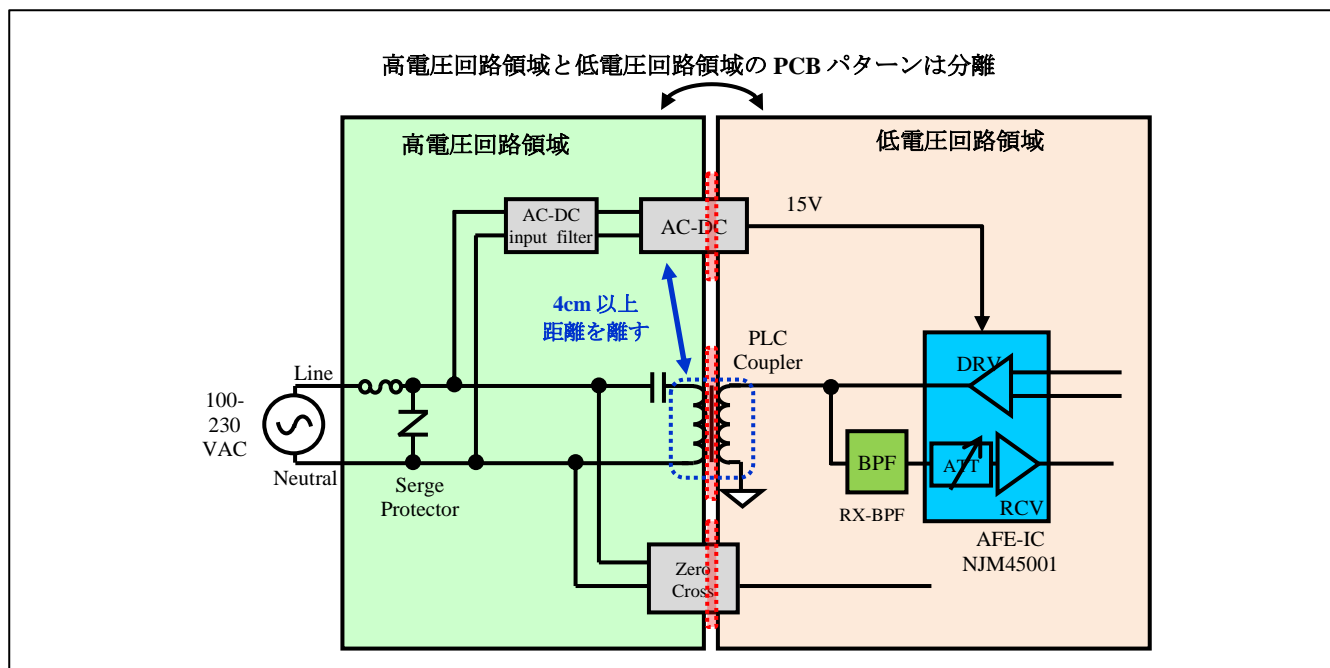 高電圧回路領域と低電圧回路領域の PCB パターンは分離
高電圧回路領域
低電圧回路領域
AC-DC
input filter
AC-DC
15V
4cm 以上
距離を離す
PLC
Coupler
Line
100-
230
VAC
Neutral
Serge
Protector
DRV
BPF
RX-BPF
ATT
RCV
AFE-IC
NJM45001
Zero
Cross